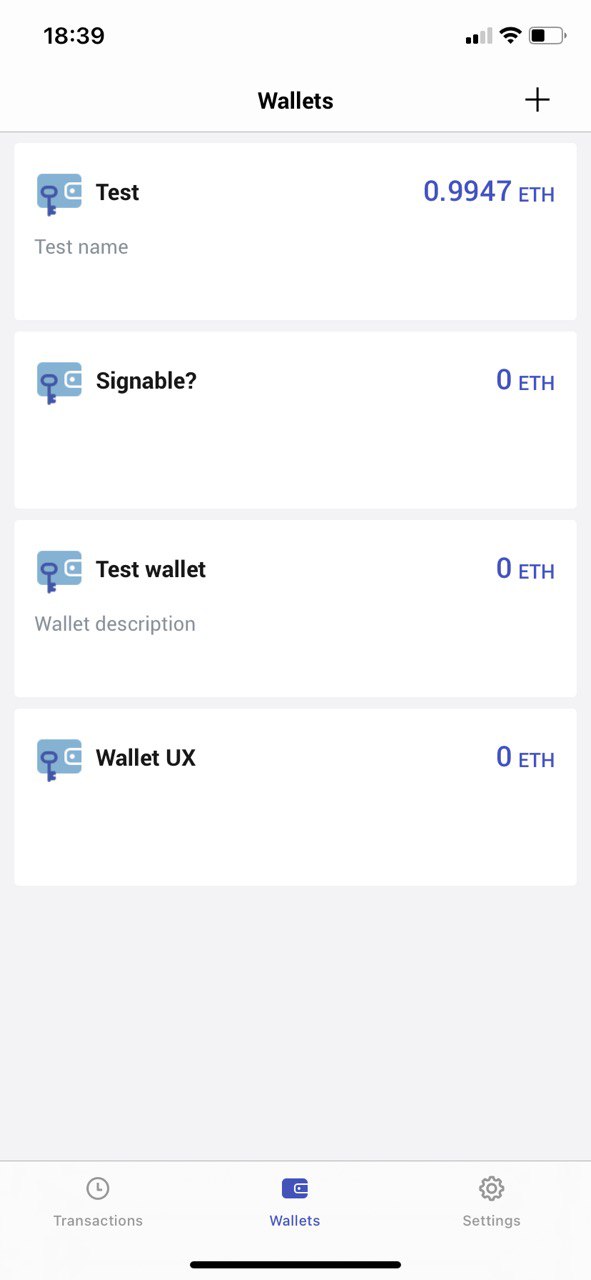 18:39
Wallets
Test 0.9947 ETH
Test name
Signable? 0 ETH
Test wallet 0 ETH
Wallet description
Wallet UX 0 ETH
Transactions Wallets Settings